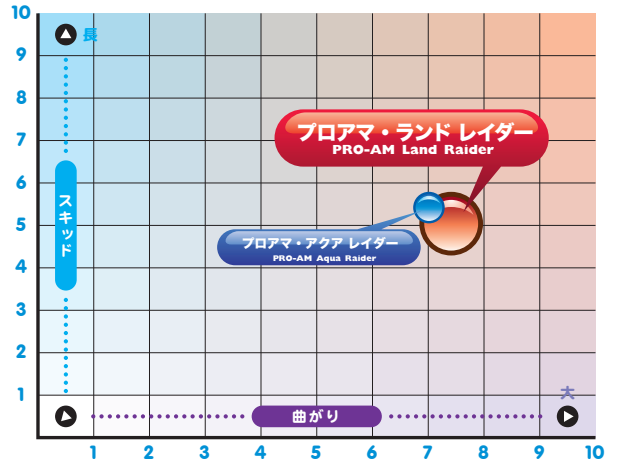 10
長
9
8
プロアマ・ランド レイダー
7
PRO-AM Land Raider
6
スキッド
5
プロアマ・アクア レイダー
PRO-AM Aqua Raider
4
3
2
1
大
曲がり
1 2 3 4 5 6 7 8 9 10